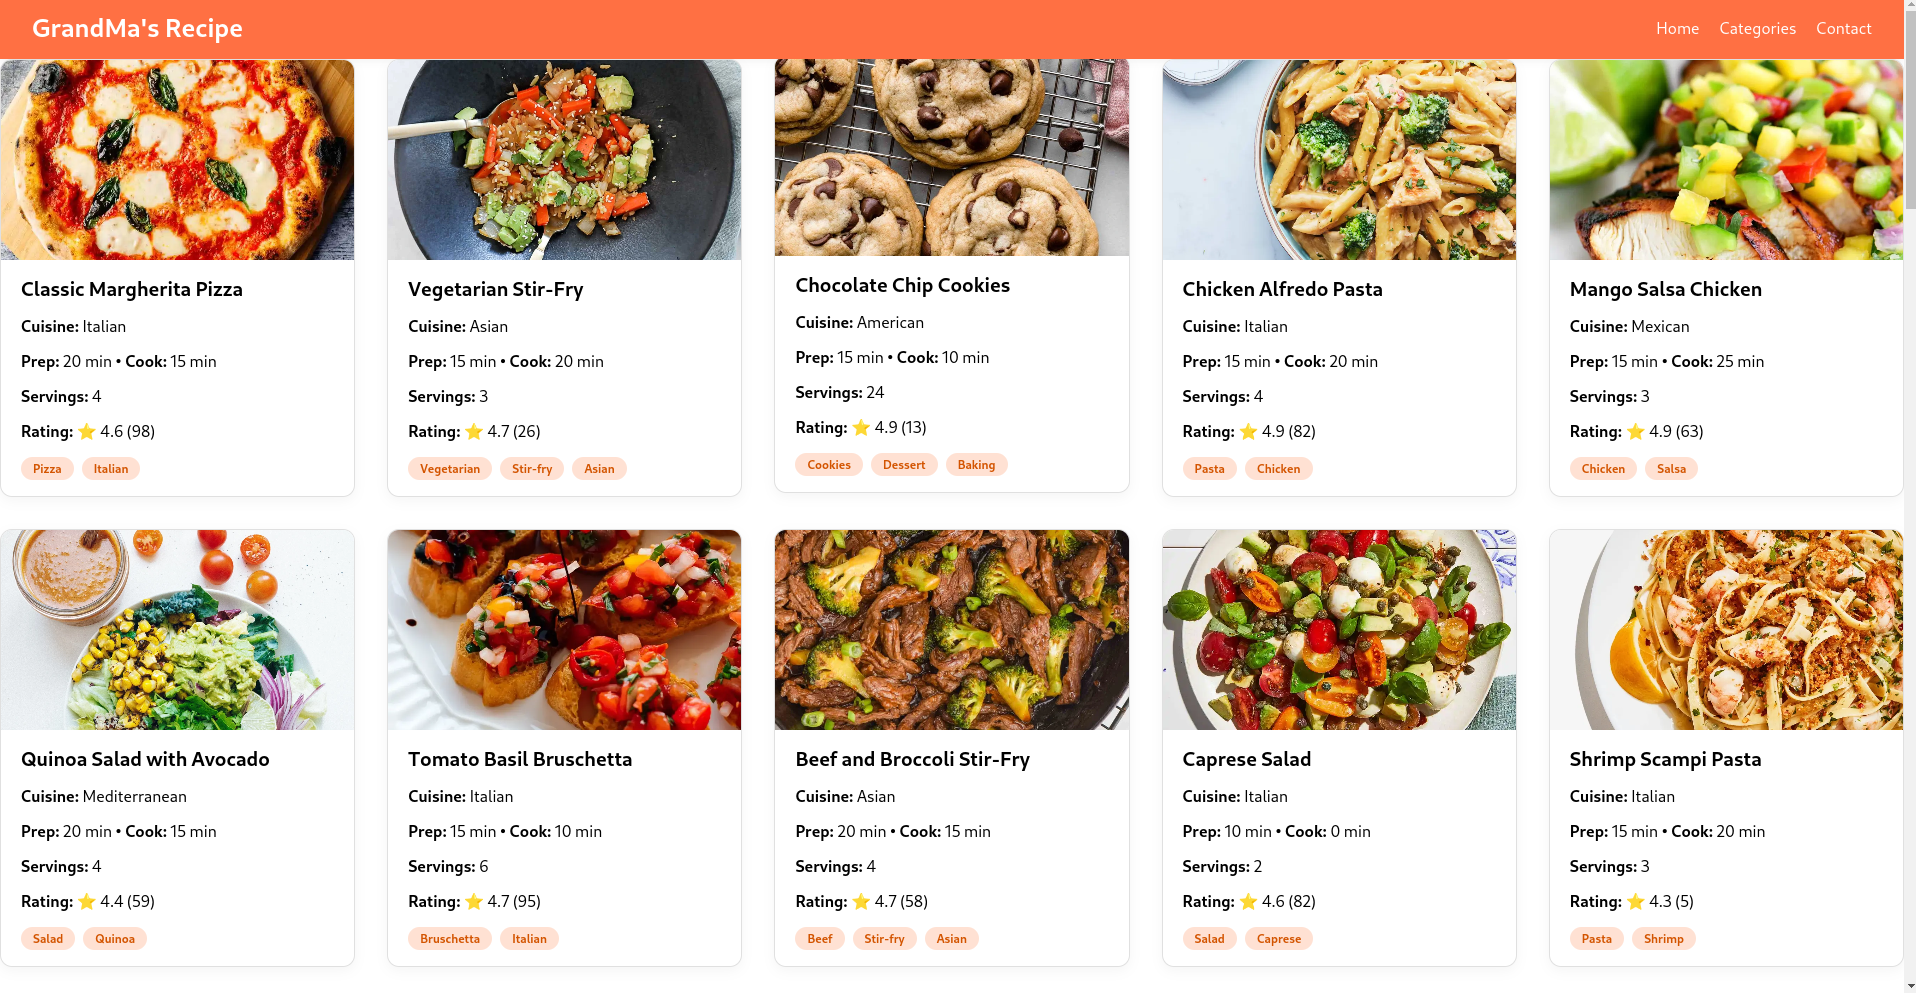 GrandMa's Recipe
Home Categories Contact
Classic Margherita Pizza
Cuisine: Italian
Prep: 20 min • Cook: 15 min
Servings: 4
Rating: ⭐ 4.6 (98)
Pizza Italian
Vegetarian Stir-Fry
Cuisine: Asian
Prep: 15 min • Cook: 20 min
Servings: 3
Rating: ⭐ 4.7 (26)
Vegetarian Stir-fry Asian
Chocolate Chip Cookies
Cuisine: American
Prep: 15 min • Cook: 10 min
Servings: 24
Rating: ⭐ 4.9 (13)
Cookies Dessert Baking
Chicken Alfredo Pasta
Cuisine: Italian
Prep: 15 min • Cook: 20 min
Servings: 4
Rating: ⭐ 4.9 (82)
Pasta Chicken
Mango Salsa Chicken
Cuisine: Mexican
Prep: 15 min • Cook: 25 min
Servings: 3
Rating: ⭐ 4.9 (63)
Chicken Salsa
Quinoa Salad with Avocado
Cuisine: Mediterranean
Prep: 20 min • Cook: 15 min
Servings: 4
Rating: ⭐ 4.4 (59)
Salad Quinoa
Tomato Basil Bruschetta
Cuisine: Italian
Prep: 15 min • Cook: 10 min
Servings: 6
Rating: ⭐ 4.7 (95)
Bruschetta Italian
Beef and Broccoli Stir-Fry
Cuisine: Asian
Prep: 20 min • Cook: 15 min
Servings: 4
Rating: ⭐ 4.7 (58)
Beef Stir-fry Asian
Caprese Salad
Cuisine: Italian
Prep: 10 min • Cook: 0 min
Servings: 2
Rating: ⭐ 4.6 (82)
Salad Caprese
Shrimp Scampi Pasta
Cuisine: Italian
Prep: 15 min • Cook: 20 min
Servings: 3
Rating: ⭐ 4.3 (5)
Pasta Shrimp